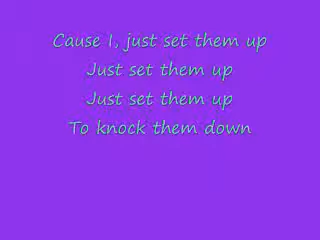 Cause I, just set them up
Just set them up
Just set them up
To knock them down